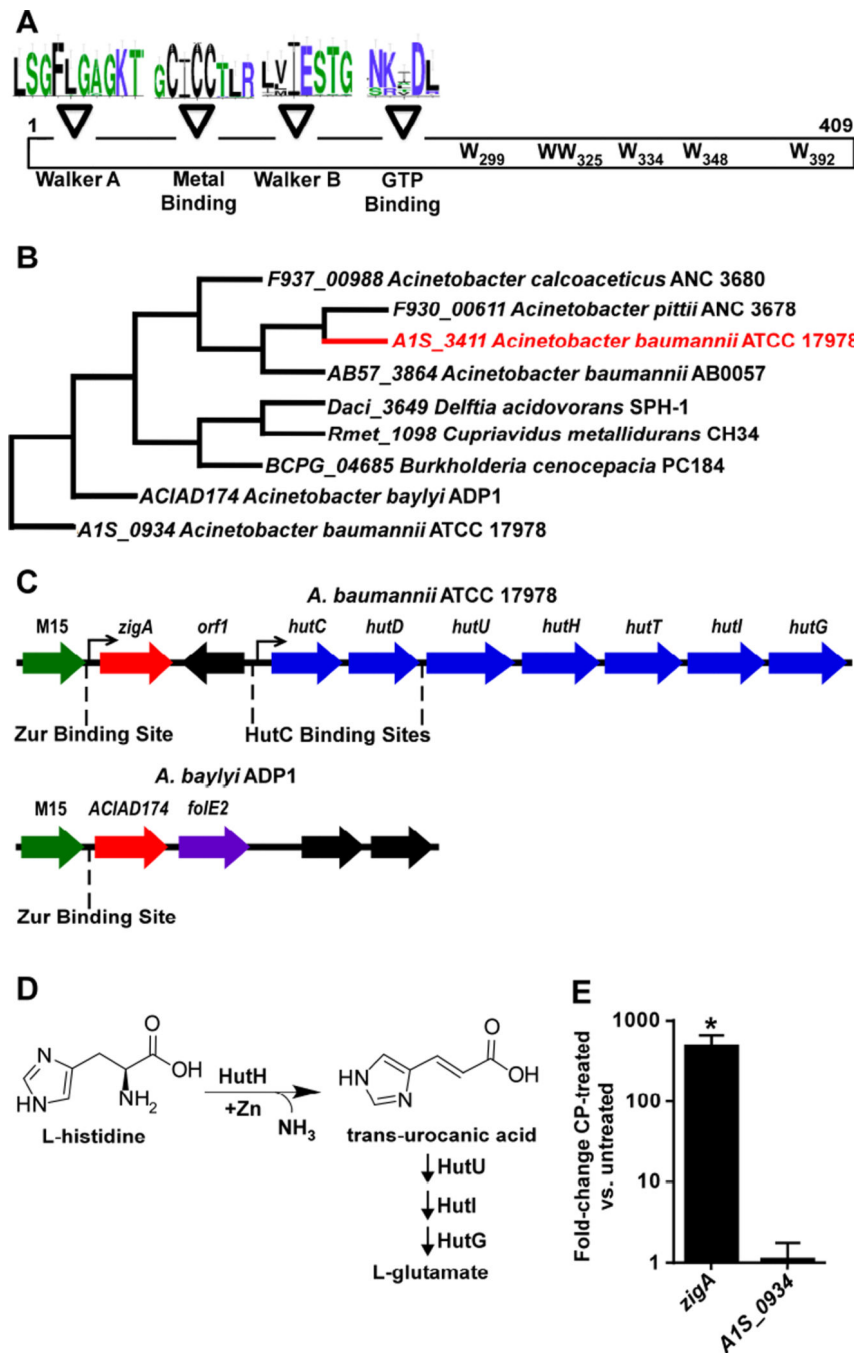 A
LSGFLGAGKT GCICCTLR LVIESTG NKIDL
1 409
W299 WW325 W334 W348 W392
Walker A Metal Binding Walker B GTP Binding
B
F937_00988 Acinetobacter calcoaceticus ANC 3680
F930_00611 Acinetobacter pittii ANC 3678
A1S_3411 Acinetobacter baumannii ATCC 17978
AB57_3864 Acinetobacter baumannii AB0057
Daci_3649 Delftia acidovorans SPH-1
Rmet_1098 Cupriavidus metallidurans CH34
BCPG_04685 Burkholderia cenocepacia PC184
ACIAD174 Acinetobacter baylyi ADP1
A1S_0934 Acinetobacter baumannii ATCC 17978
C
A. baumannii ATCC 17978
M15 zigA orf1 hutC hutD hutU hutH hutT hutI hutG
Zur Binding Site HutC Binding Sites
A. baylyi ADP1
M15 ACIAD174 folE2
Zur Binding Site
D
N
HN
O
OH
NH2
L-histidine
HutH
+Zn
NH3
O
OH
HN
N
trans-urocanic acid
HutU
HutI
HutG
L-glutamate
E
Fold-change CP-treated
vs. untreated
1000
100
10
1
*
zigA
A1S_0934